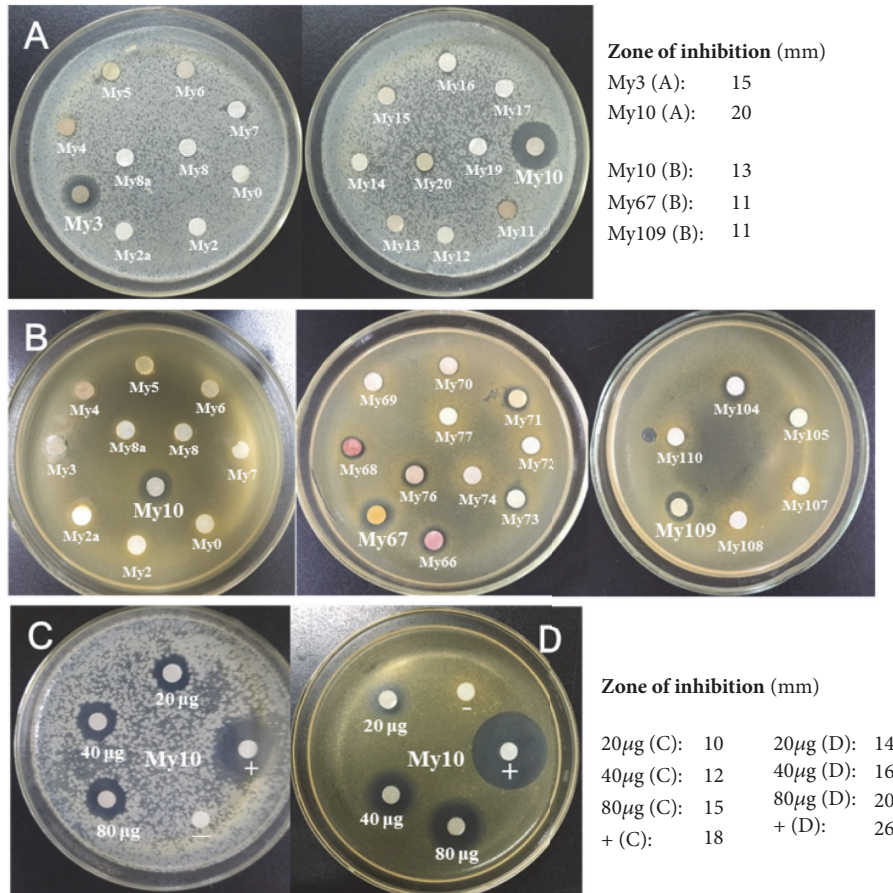 A
My5
My6
My7
My4
My8a
My8
My0
My3
My2a
My2
My16
My17
My15
My19
My10
My14
My20
My11
My13
My12
Zone of inhibition (mm)
My3 (A): 15
My10 (A): 20
My10 (B): 13
My67 (B): 11
My109 (B): 11
B
My5
My4
My6
My8a
My8
My3
My7
My10
My2a
My0
My2
My70
My69
My71
My77
My68
My72
My76
My74
My73
My67
My66
My104
My105
My110
My107
My109
My108
C
20 µg
40 µg
My10
+
80 µg
–
D
20 µg
-
My10
+
40 µg
80 µg
Zone of inhibition (mm)
20µg (C): 10 20µg (D): 14
40µg (C): 12 40µg (D): 16
80µg (C): 15 80µg (D): 20
+ (C): 18 + (D): 26